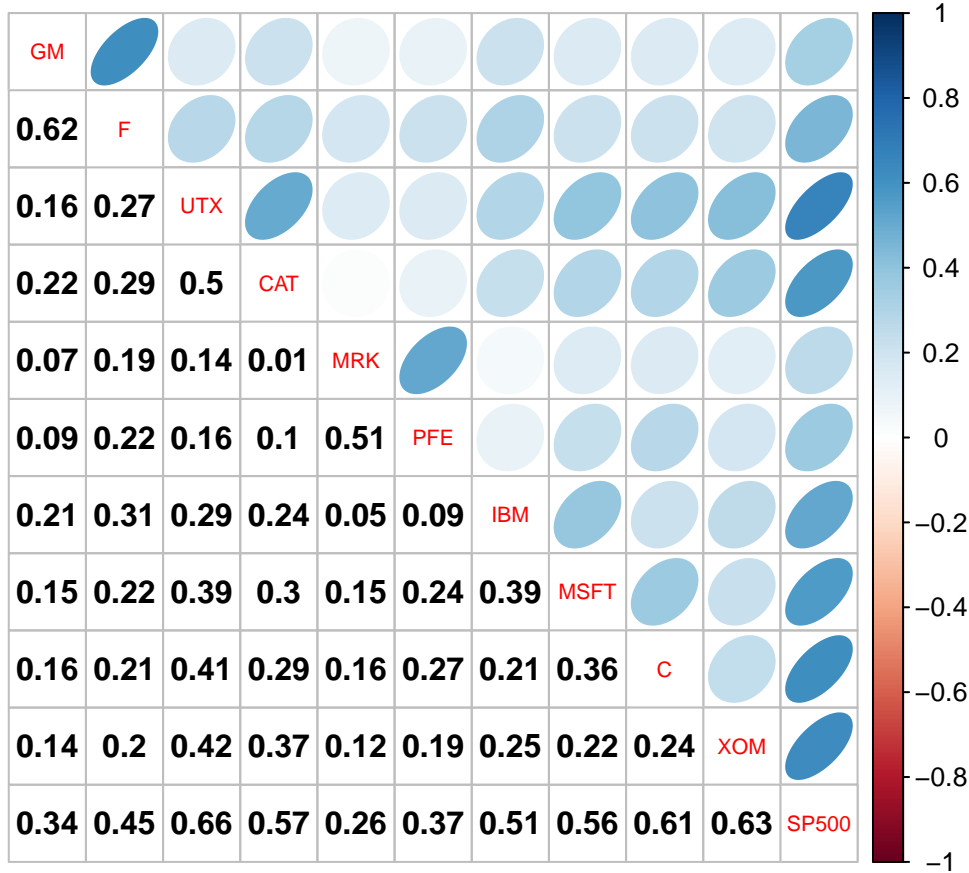 GM
0.62 F
0.16 0.27 UTX
0.22 0.29 0.5 CAT
0.07 0.19 0.14 0.01 MRK
0.09 0.22 0.16 0.1 0.51 PFE
0.21 0.31 0.29 0.24 0.05 0.09 IBM
0.15 0.22 0.39 0.3 0.15 0.24 0.39 MSFT
0.16 0.21 0.41 0.29 0.16 0.27 0.21 0.36 C
0.14 0.2 0.42 0.37 0.12 0.19 0.25 0.22 0.24 XOM
0.34 0.45 0.66 0.57 0.26 0.37 0.51 0.56 0.61 0.63 SP500
1
0.8
0.6
0.4
0.2
0
−0.2
−0.4
−0.6
−0.8
−1